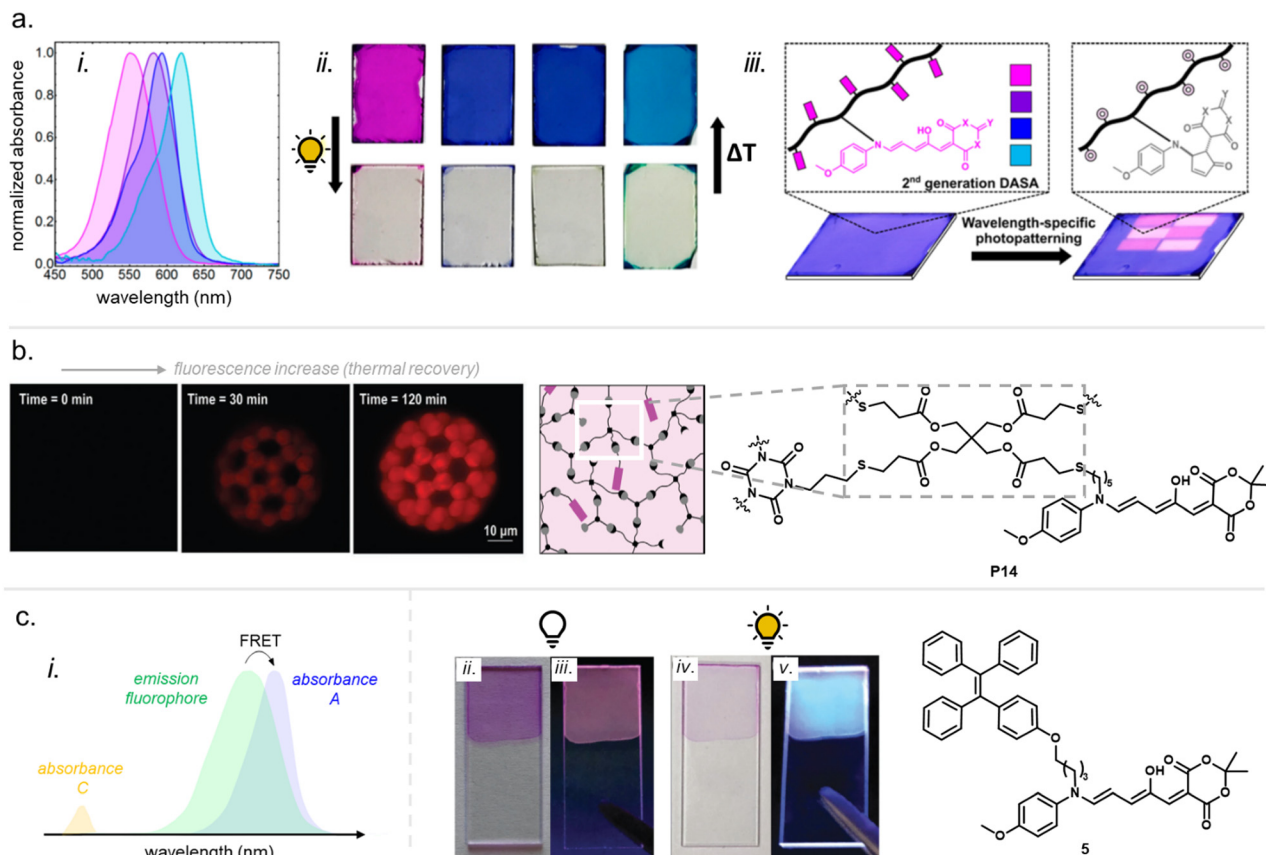 a.
i.
normalized absorbance
1.0
0.8
0.6
0.4
0.2
0.0
450 500 550 600 650 700 750
wavelength (nm)
ii.
ΔT
iii.
N
HO
O
X
Y
X
O
O
2nd generation DASA
N
O
O
X
Y
X
O
O
Wavelength-specific
photopatterning
b.
fluorescence increase (thermal recovery)
Time = 0 min
Time = 30 min
Time = 120 min
10 μm
S
O
O
O
O
S
S
O
O
O
O
S
O
N
O
N
N
O
5
N
O
OH
O
O
O
O
P14
c.
i.
FRET
emission
fluorophore
absorbance
A
absorbance
C
wavelength (nm)
ii.
iii.
iv.
v.
O
3
N
O
OH
O
O
O
O
5